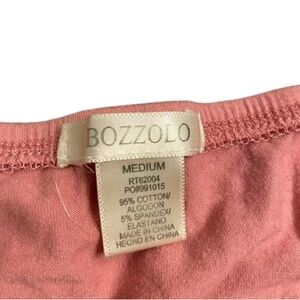 BOZZOLO
MEDIUM
RT62004
PO#991015
95% COTTON/
ALGODON
5% SPANDEX/
ELASTANO
MADE IN CHINA
HECHO EN CHINA